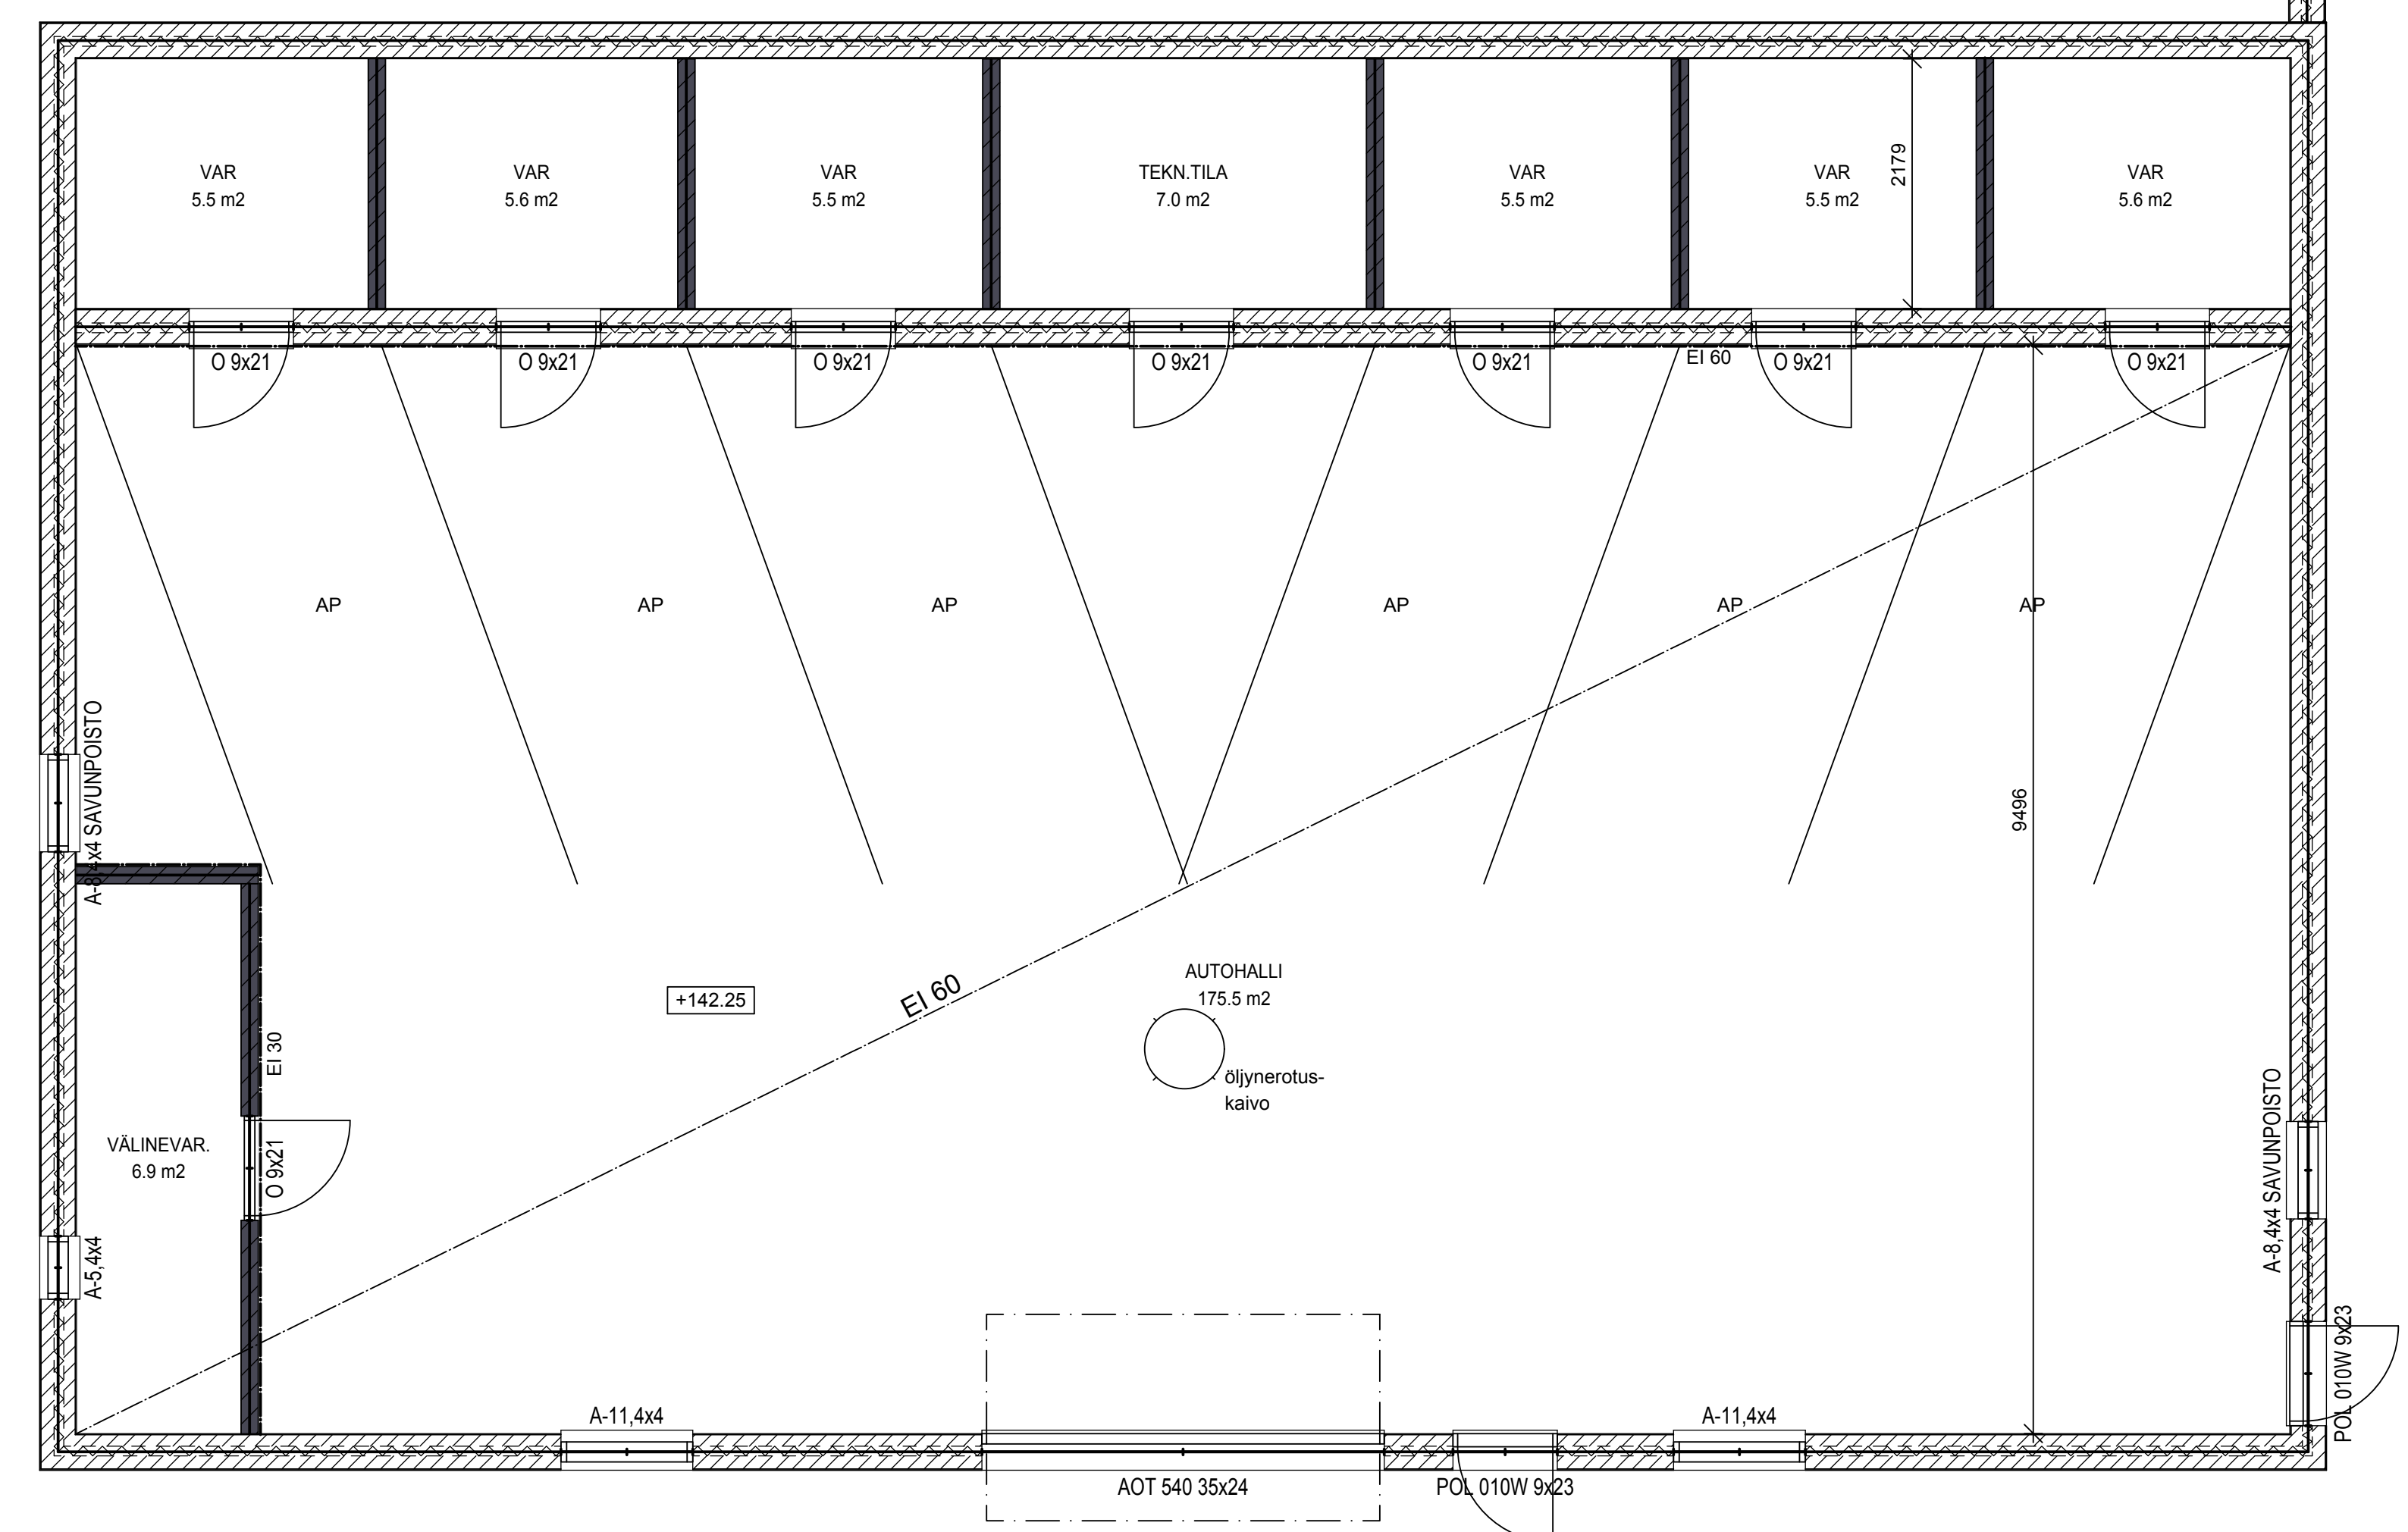 VAR
5.5 m2
VAR
5.6 m2
VAR
5.5 m2
TEKN.TILA
7.0 m2
VAR
5.5 m2
VAR
5.5 m2
2179
VAR
5.6 m2
O 9x21
O 9x21
O 9x21
O 9x21
O 9x21
EI 60
O 9x21
O 9x21
AP
AP
AP
AP
AP
AP
A-8,4x4 SAVUNPOISTO
9496
EI 60
+142.25
AUTOHALLI
175.5 m2
öljynerotus-
kaivo
EI 30
VÄLINEVAR.
6.9 m2
O 9x21
A-5,4x4
A-8,4x4 SAVUNPOISTO
POL 010W 9x23
A-11,4x4
A-11,4x4
AOT 540 35x24
POL 010W 9x23